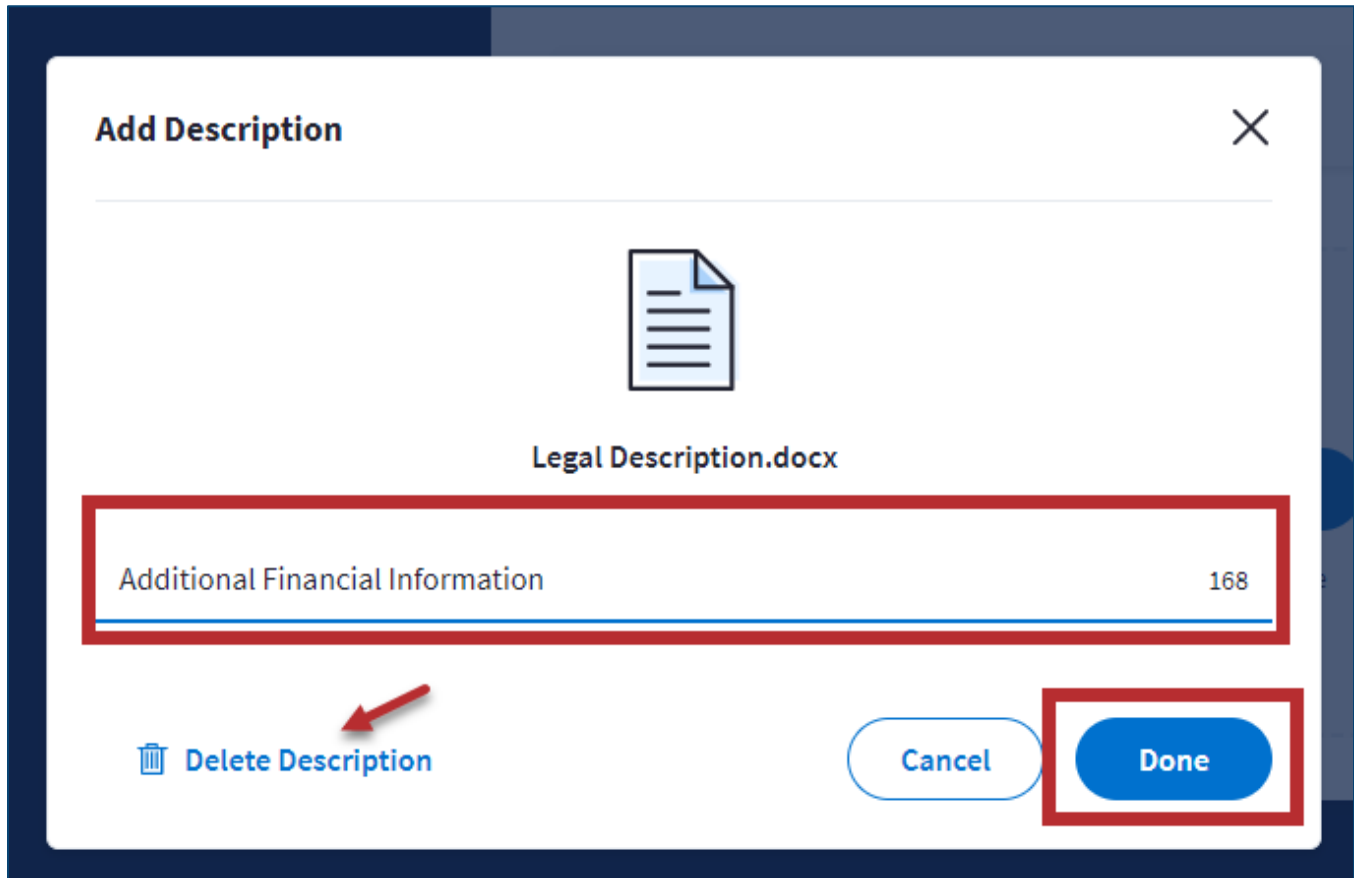 Add Description
Legal Description.docx
Additional Financial Information 168
Delete Description
Cancel
Done